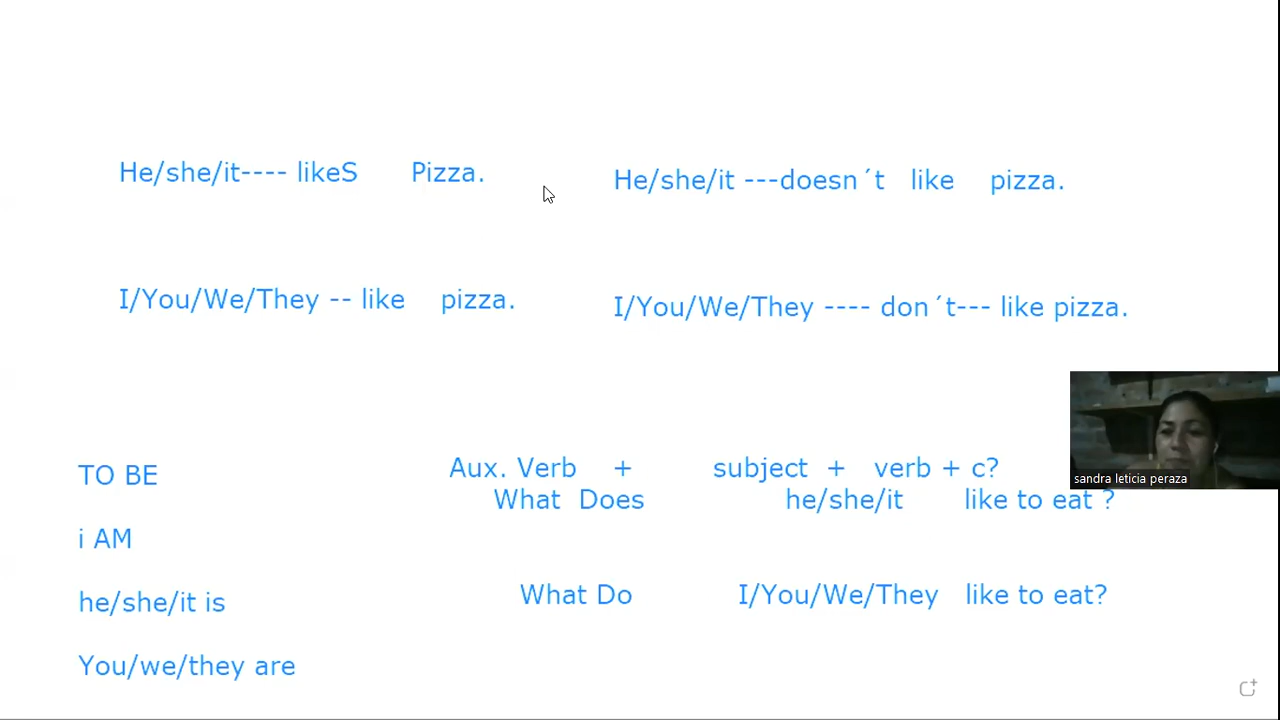 He/she/it---- likeS Pizza.
He/she/it ---doesn´t like pizza.
I/You/We/They -- like pizza.
I/You/We/They ---- don´t--- like pizza.
TO BE
i AM
he/she/it is
You/we/they are
Aux. Verb + subject + verb + c?
What Does he/she/it like to eat ?
What Do I/You/We/They like to eat?
sandra leticia peraza